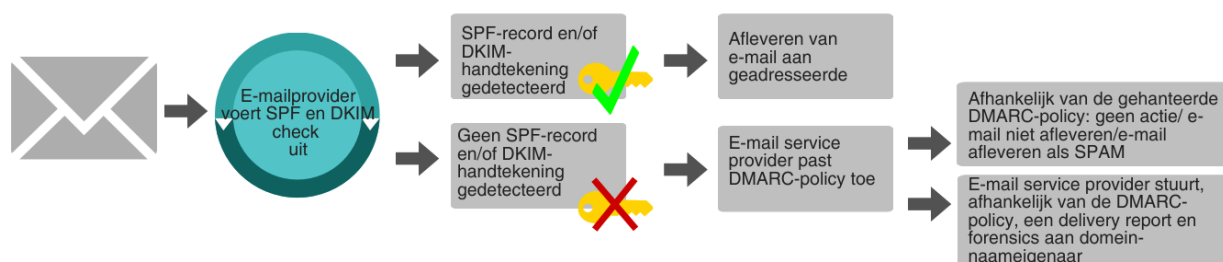 E-mailprovider
voert SPF en DKIM
check
uit
SPF-record en/of
DKIM-
handtekening
gedetecteerd
Afleveren van
e-mail aan
geadresseerde
Geen SPF-record
en/of DKIM-
handtekening
gedetecteerd
E-mail service
provider past
DMARC-policy toe
Afhankelijk van de gehanteerde
DMARC-policy: geen actie/ e-
mail niet afleveren/e-mail
afleveren als SPAM
E-mail service provider stuurt,
afhankelijk van de DMARC-
policy, een delivery report en
forensics aan domein-
naameigenaar